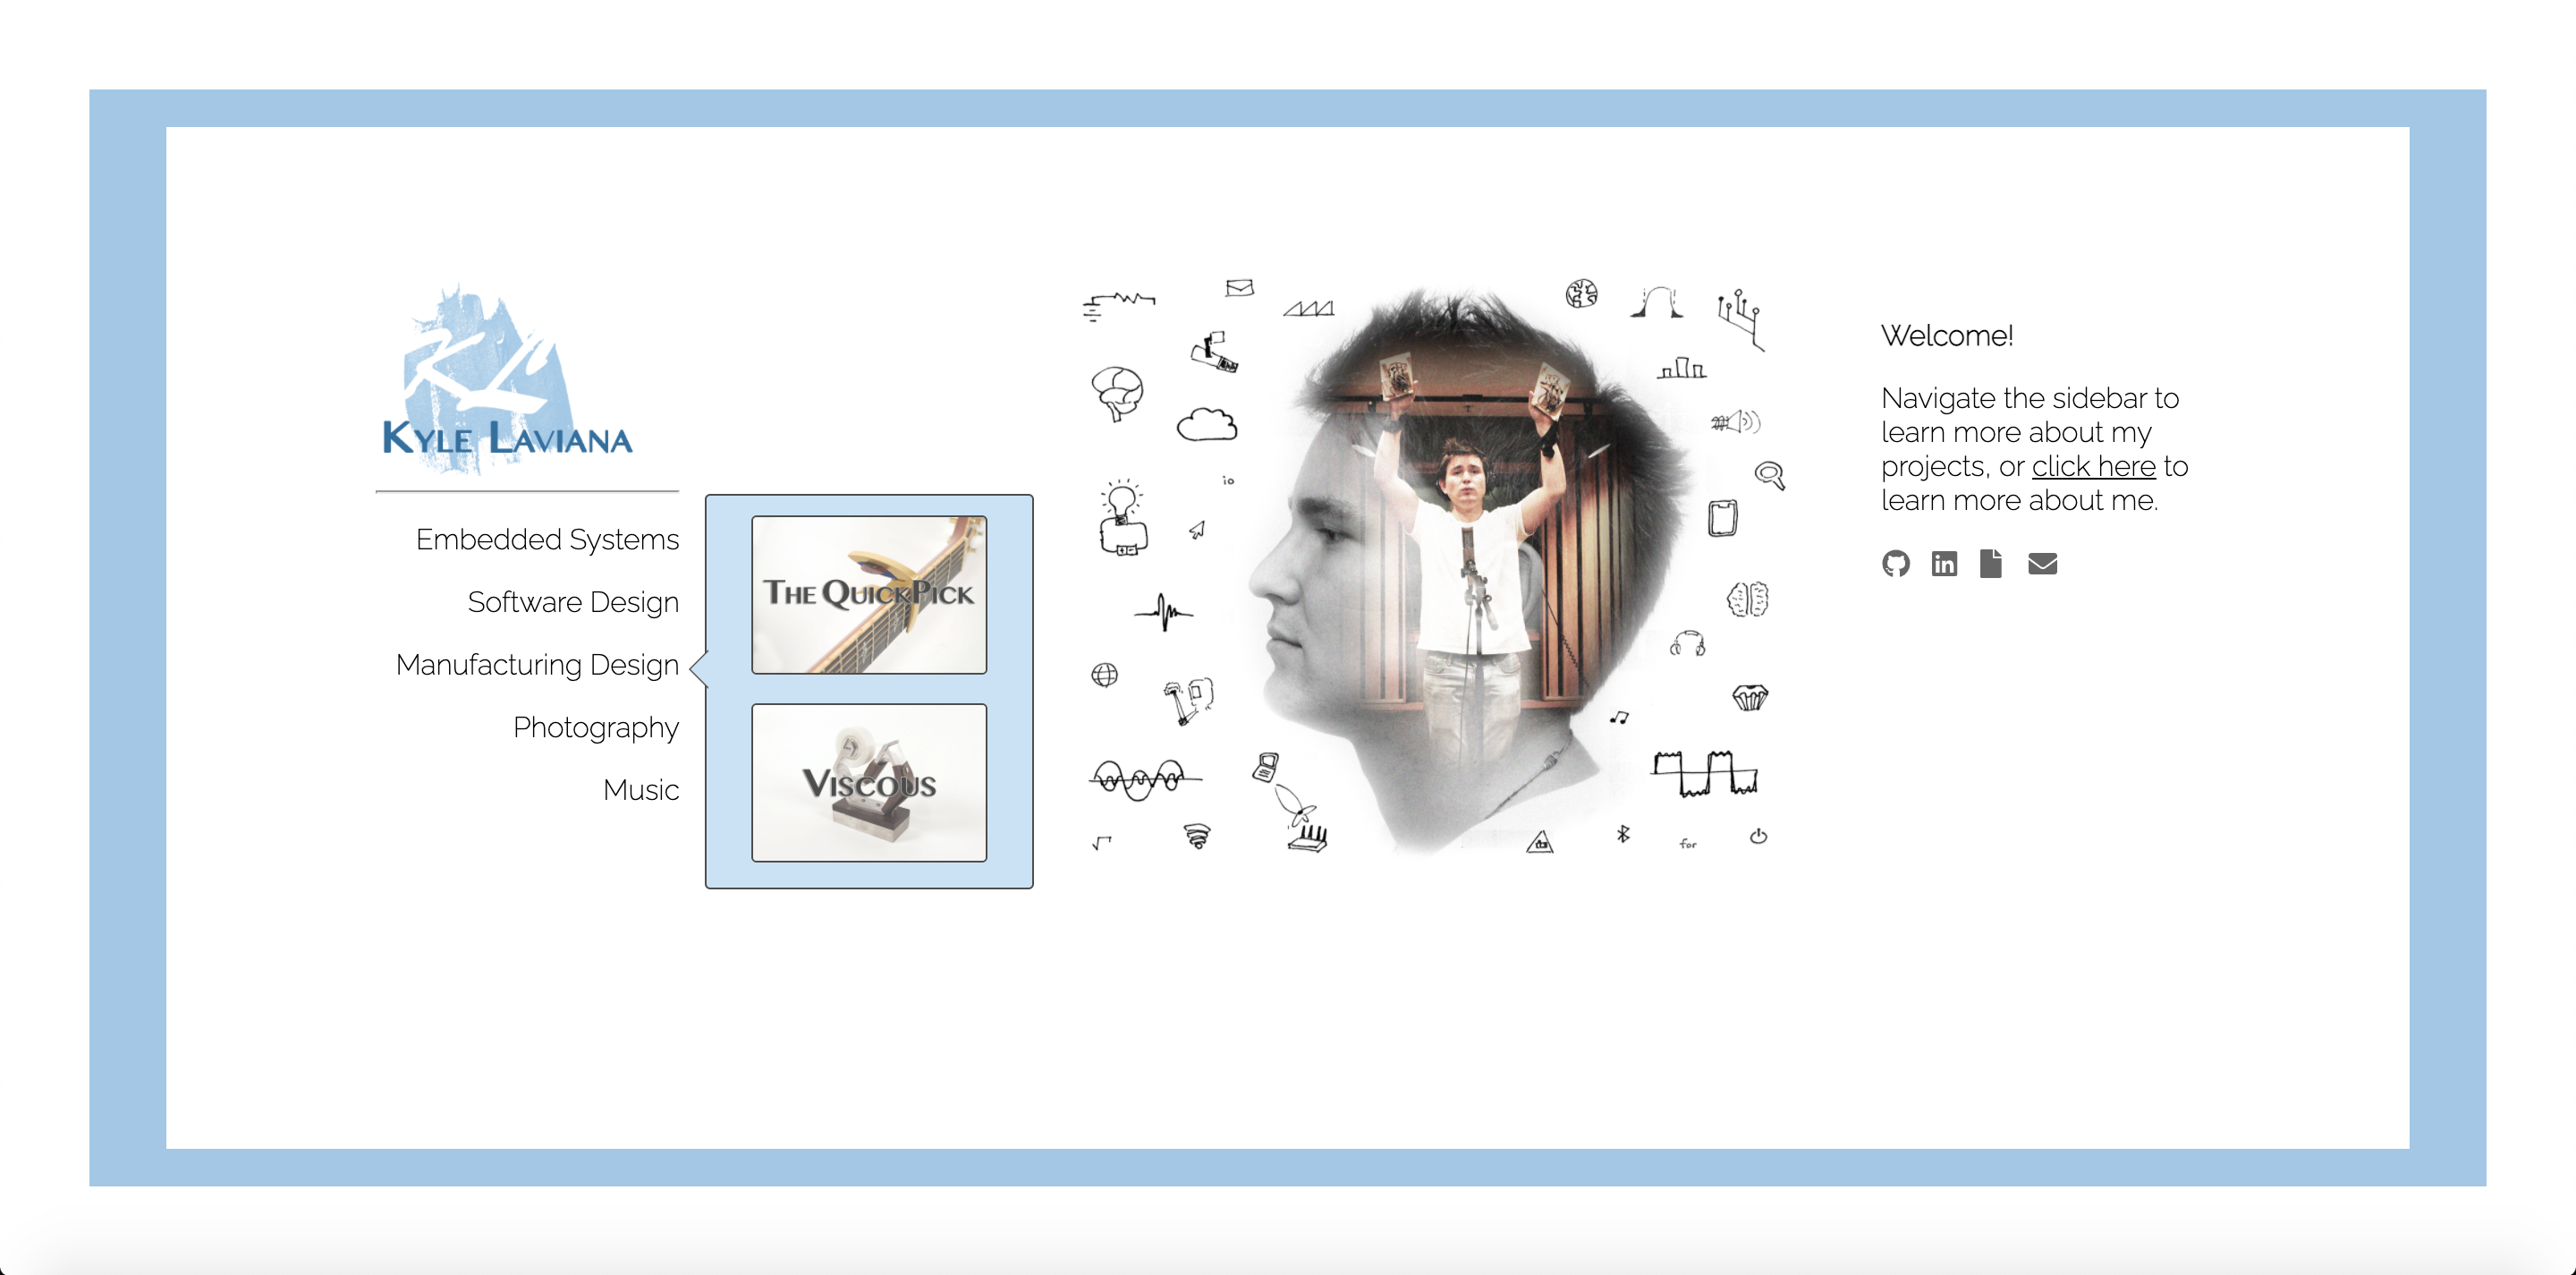 KYLE LAVIANA
Embedded Systems
Software Design
Manufacturing Design
Photography
Music
THE QUICKPICK
VISCOUS
io
for
Welcome!
Navigate the sidebar to
learn more about my
projects, or click here to
learn more about me.
in